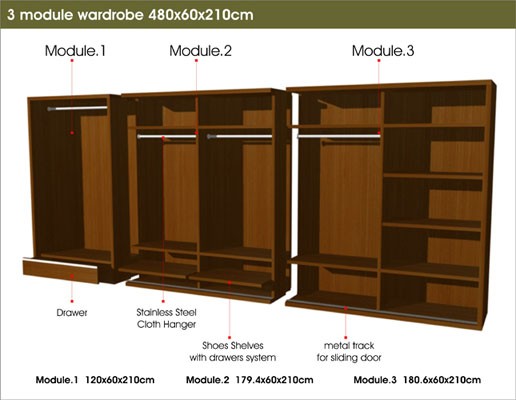 3 module wardrobe 480x60x210cm
Module.1 Module.2 Module.3
Drawer
Stainless Steel
Cloth Hanger
Shoes Shelves
with drawers system
metal track
for sliding door
Module.1 120x60x210cm Module.2 179.4x60x210cm Module.3 180.6x60x210cm